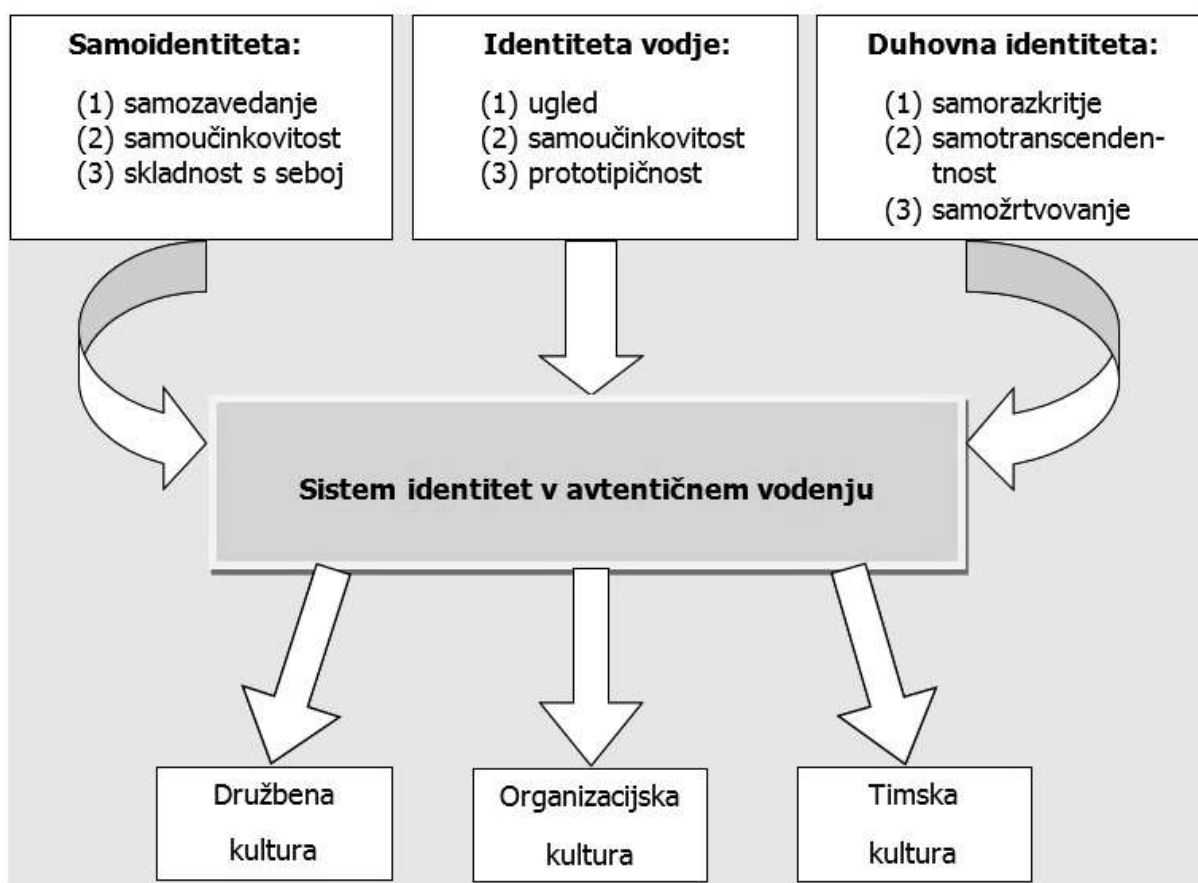 Samoidentiteta:
(1) samozavedanje
(2) samoučinkovitost
(3) skladnost s seboj
Identiteta vodje:
(1) ugled
(2) samoučinkovitost
(3) prototipičnost
Duhovna identiteta:
(1) samorazkritje
(2) samotranscenden-
tnost
(3) samožrtvovanje
Sistem identitet v avtentičnem vodenju
Družbena
kultura
Organizacijska
kultura
Timska
kultura